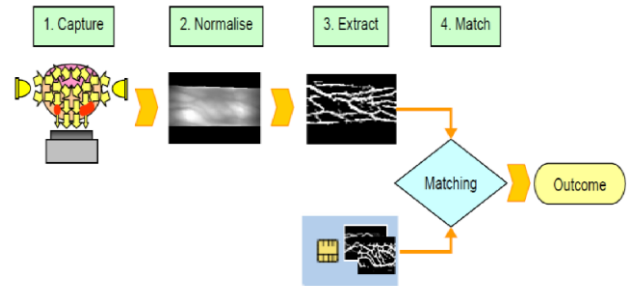 1. Capture
2. Normalise
3. Extract
4. Match
Matching
Outcome